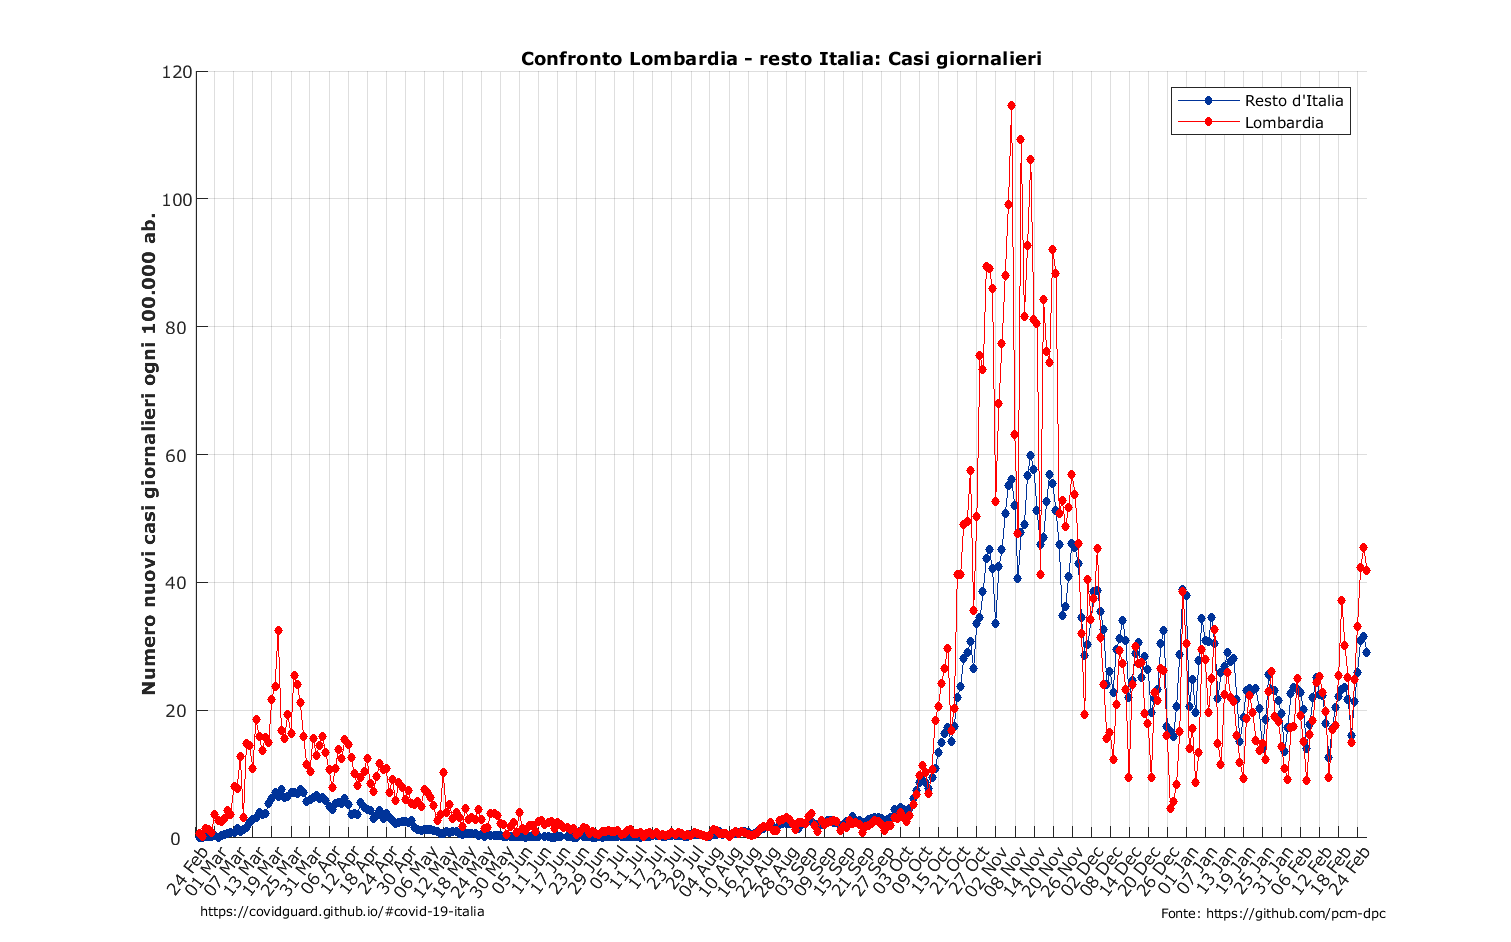 Confronto Lombardia - resto Italia: Casi giornalieri
Resto d'Italia
Lombardia
Numero nuovi casi giornalieri ogni 100.000 ab.
120
100
80
60
40
20
0
24 Feb
01 Mar
07 Mar
13 Mar
19 Mar
25 Mar
31 Mar
06 Apr
12 Apr
18 Apr
24 Apr
30 Apr
06 May
12 May
18 May
24 May
30 May
05 Jun
11 Jun
17 Jun
23 Jun
29 Jun
05 Jul
11 Jul
17 Jul
23 Jul
29 Jul
04 Aug
10 Aug
16 Aug
22 Aug
28 Aug
03 Sep
09 Sep
15 Sep
21 Sep
27 Sep
03 Oct
09 Oct
15 Oct
21 Oct
27 Oct
02 Nov
08 Nov
14 Nov
20 Nov
26 Nov
02 Dec
08 Dec
14 Dec
20 Dec
26 Dec
01 Jan
07 Jan
13 Jan
19 Jan
25 Jan
31 Jan
06 Feb
12 Feb
18 Feb
24 Feb
https://covidguard.github.io/#covid-19-italia
Fonte: https://github.com/pcm-dpc